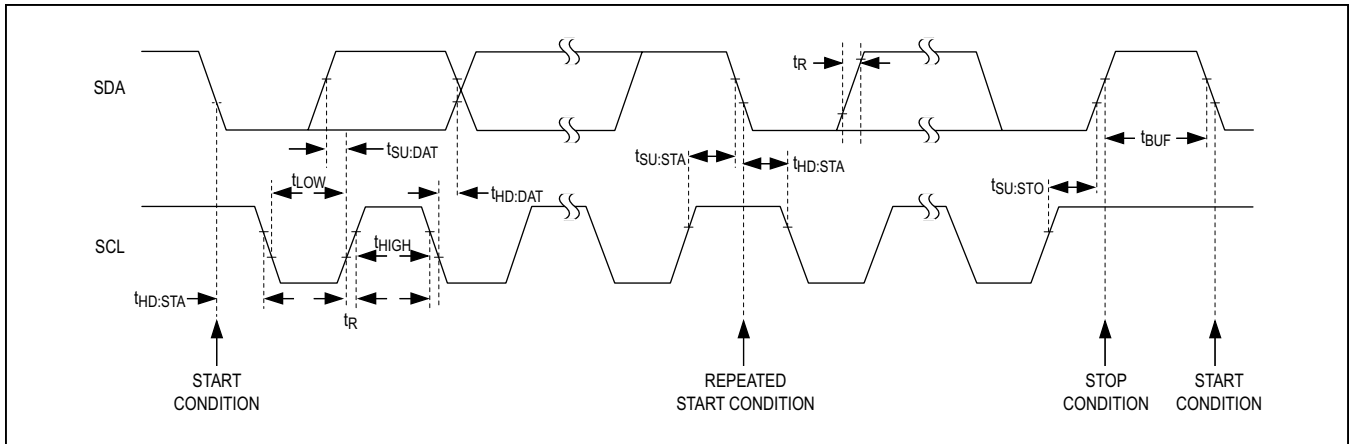 SDA
tR
tSU:DAT
tSU:STA
tHD:STA
tBUF
tLOW
tHD:DAT
tSU:STO
SCL
tHIGH
tHD:STA
tR
START
CONDITION
REPEATED
START CONDITION
STOP
CONDITION
START
CONDITION